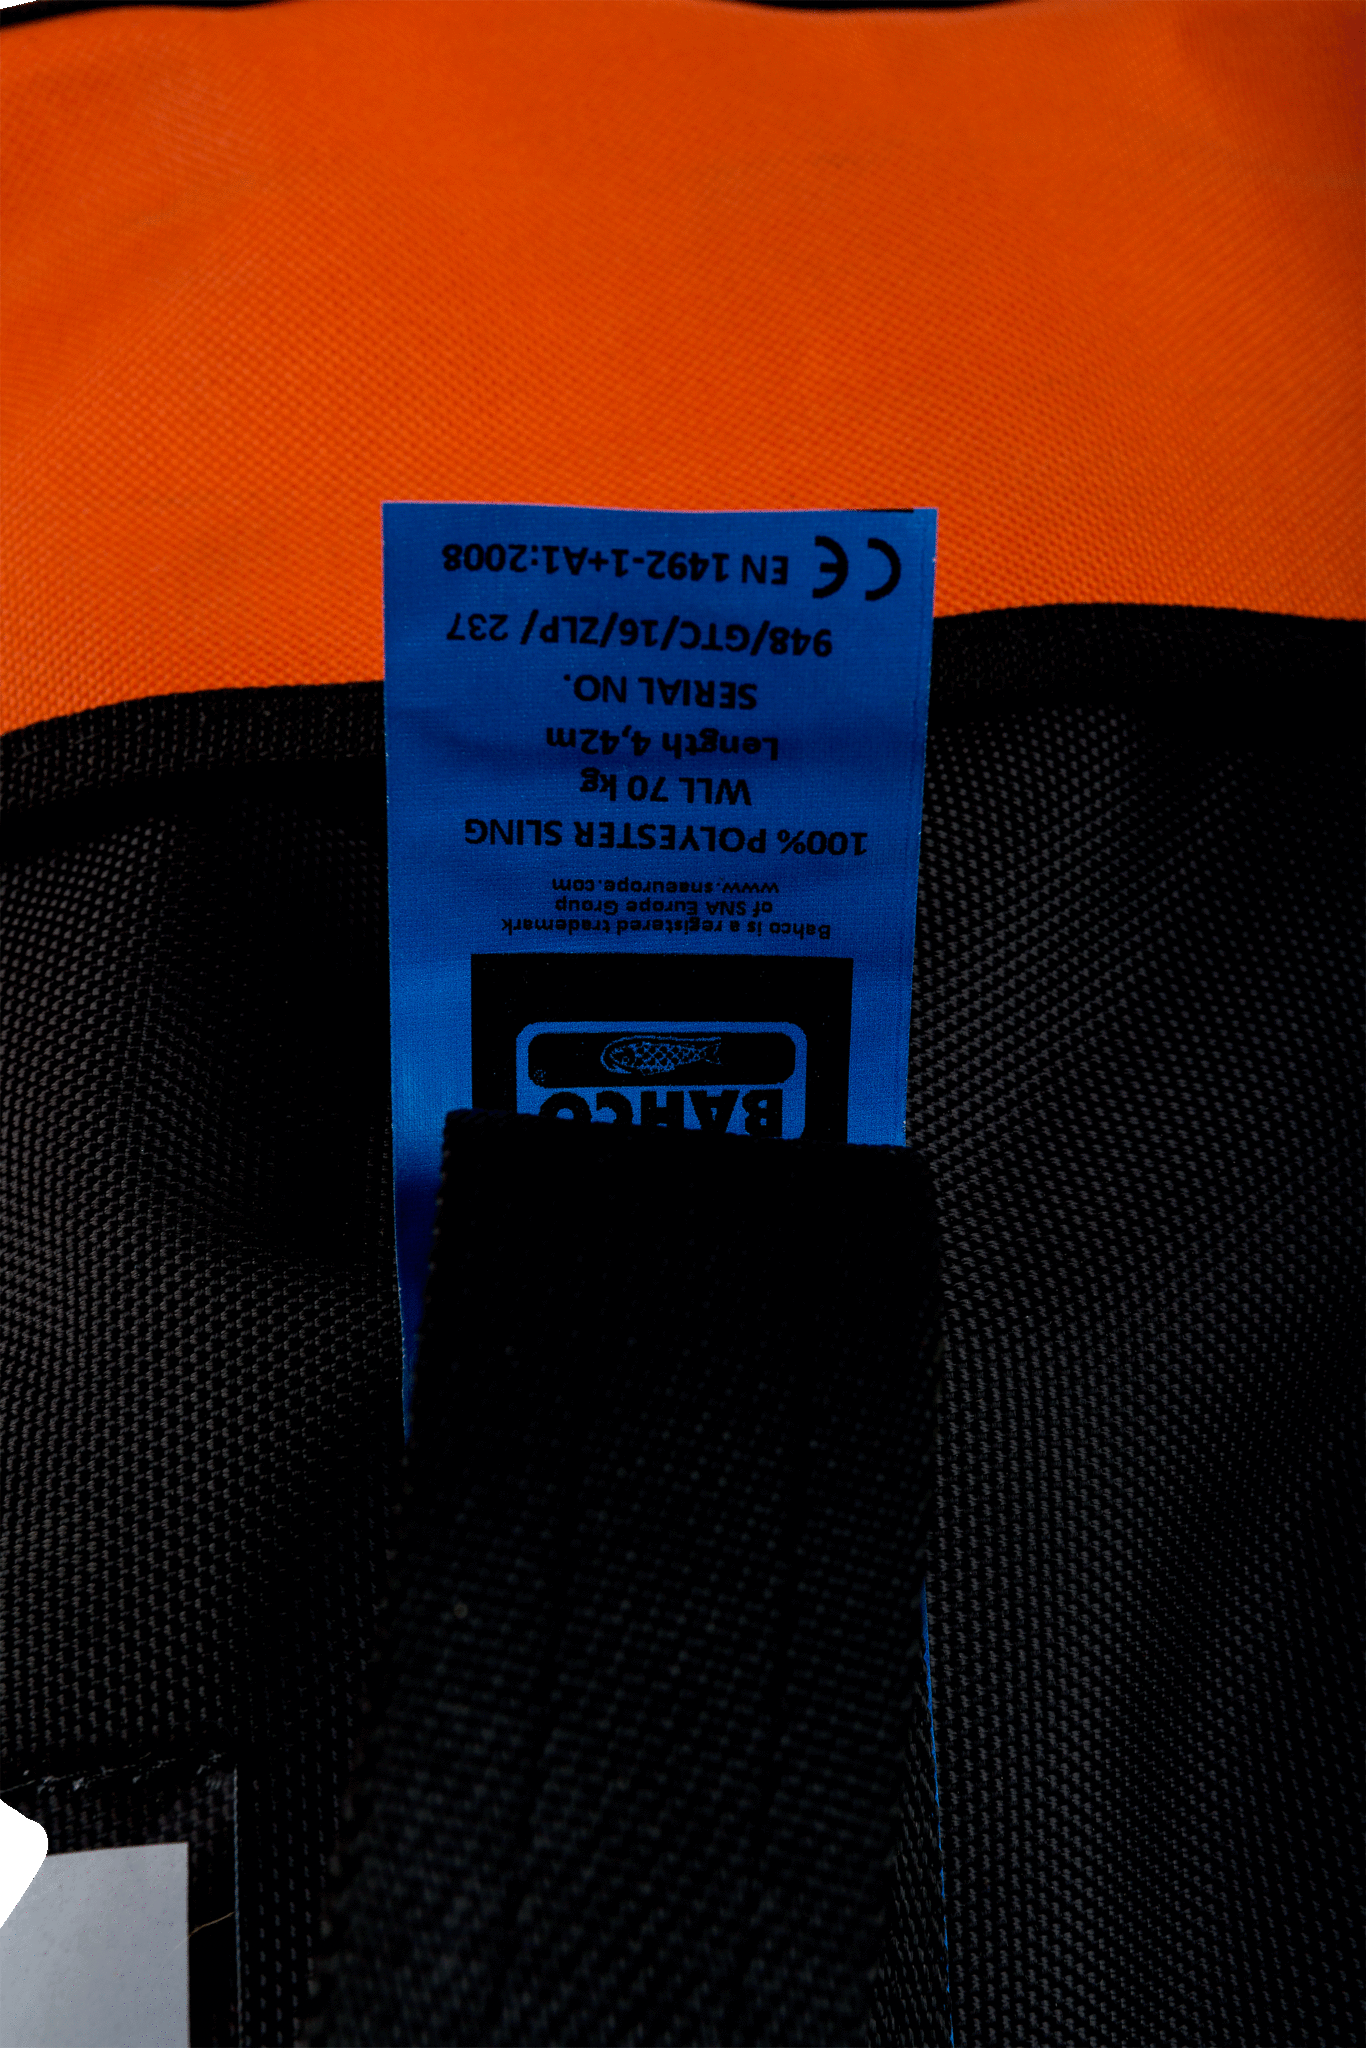 BAHCO
®
Bahco is a registered trademark
of SNA Europe Group
www.snaeurope.com
100% POLYESTER SLING
WLL 70 kg
Length 4,42m
SERIAL NO.
948/GTC/16/ZLP/ 237
CE EN 1492-1+A1:2008